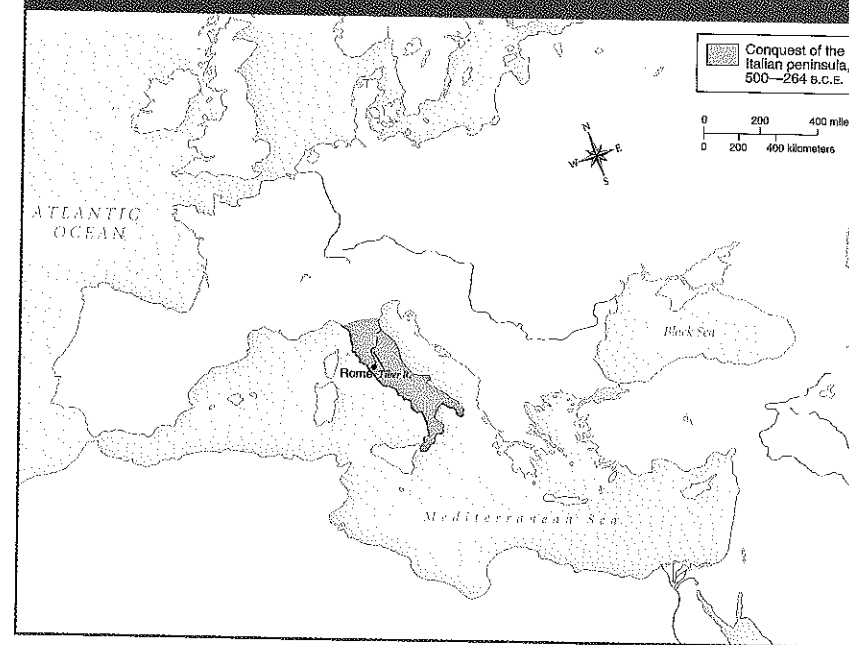 Conquest of the
Italian peninsula,
500—264 B.C.E.
0 200 400 mile
0 200 400 kilometers
N
W E
S
ATLANTIC
OCEAN
Black Sea
Rome Tiber R.
Mediterranean Sea